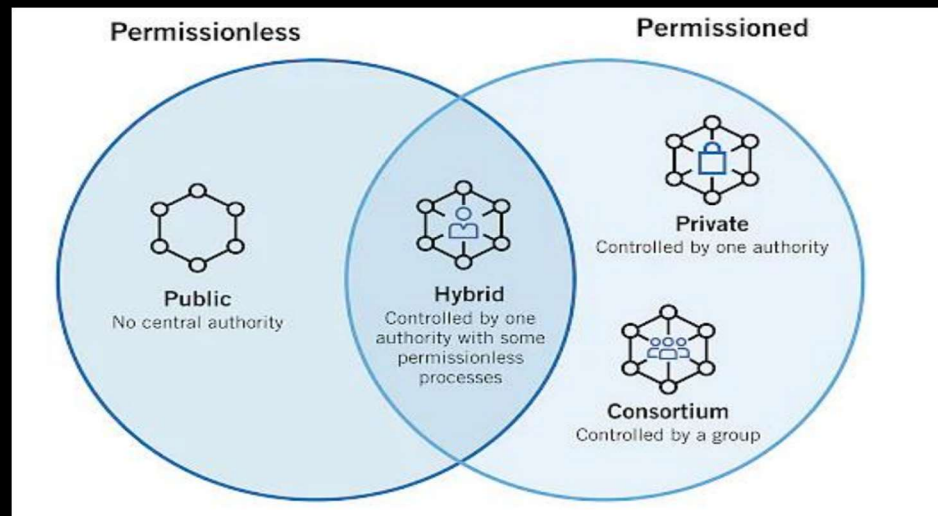 Permissionless
Permissioned
Public
No central authority
Hybrid
Controlled by one
authority with some
permissionless
processes
Private
Controlled by one authority
Consortium
Controlled by a group